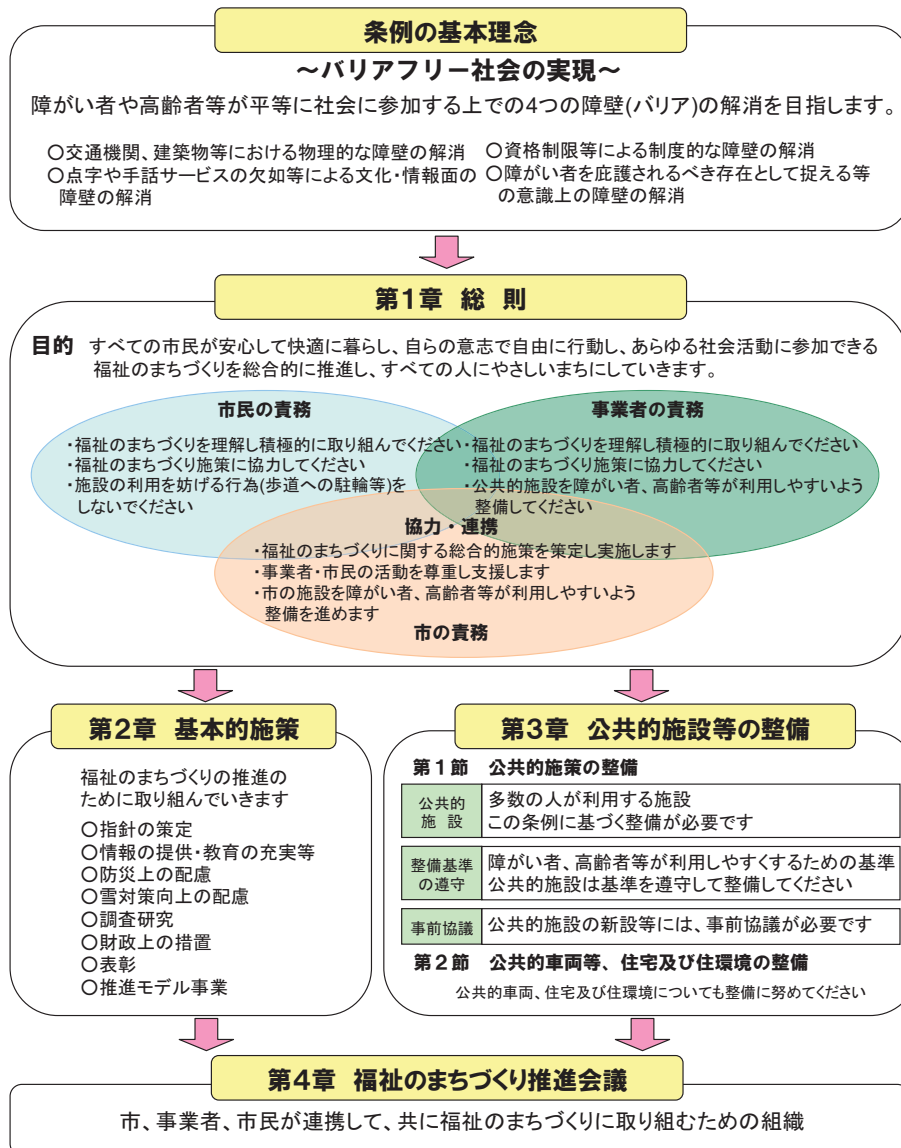 条例の基本理念
～バリアフリー社会の実現～
障がい者や高齢者等が平等に社会に参加する上での4つの障壁(バリア)の解消を目指します。
○交通機関、建築物等における物理的な障壁の解消
○点字や手話サービスの欠如等による文化・情報面の
障壁の解消
○資格制限等による制度的な障壁の解消
○障がい者を庇護されるべき存在として捉える等
の意識上の障壁の解消
第1章 総 則
目的 すべての市民が安心して快適に暮らし、自らの意志で自由に行動し、あらゆる社会活動に参加できる
福祉のまちづくりを総合的に推進し、すべての人にやさしいまちにしていきます。
市民の責務
・福祉のまちづくりを理解し積極的に取り組んでください
・福祉のまちづくり施策に協力してください
・施設の利用を妨げる行為(歩道への駐輪等)を
しないでください
事業者の責務
・福祉のまちづくりを理解し積極的に取り組んでください
・福祉のまちづくり施策に協力してください
・公共的施設を障がい者、高齢者等が利用しやすいよう
整備してください
協力・連携
・福祉のまちづくりに関する総合的施策を策定し実施します
・事業者・市民の活動を尊重し支援します
・市の施設を障がい者、高齢者等が利用しやすいよう
整備を進めます
市の責務
第2章 基本的施策
福祉のまちづくりの推進の
ために取り組んでいきます
○指針の策定
○情報の提供・教育の充実等
○防災上の配慮
○雪対策向上の配慮
○調査研究
○財政上の措置
○表彰
○推進モデル事業
第3章 公共的施設等の整備
第1節 公共的施策の整備
公共的
施 設
多数の人が利用する施設
この条例に基づく整備が必要です
整備基準
の遵守
障がい者、高齢者等が利用しやすくするための基準
公共的施設は基準を遵守して整備してください
事前協議
公共的施設の新設等には、事前協議が必要です
第2節 公共的車両等、住宅及び住環境の整備
公共的車両、住宅及び住環境についても整備に努めてください
第4章 福祉のまちづくり推進会議
市、事業者、市民が連携して、共に福祉のまちづくりに取り組むための組織